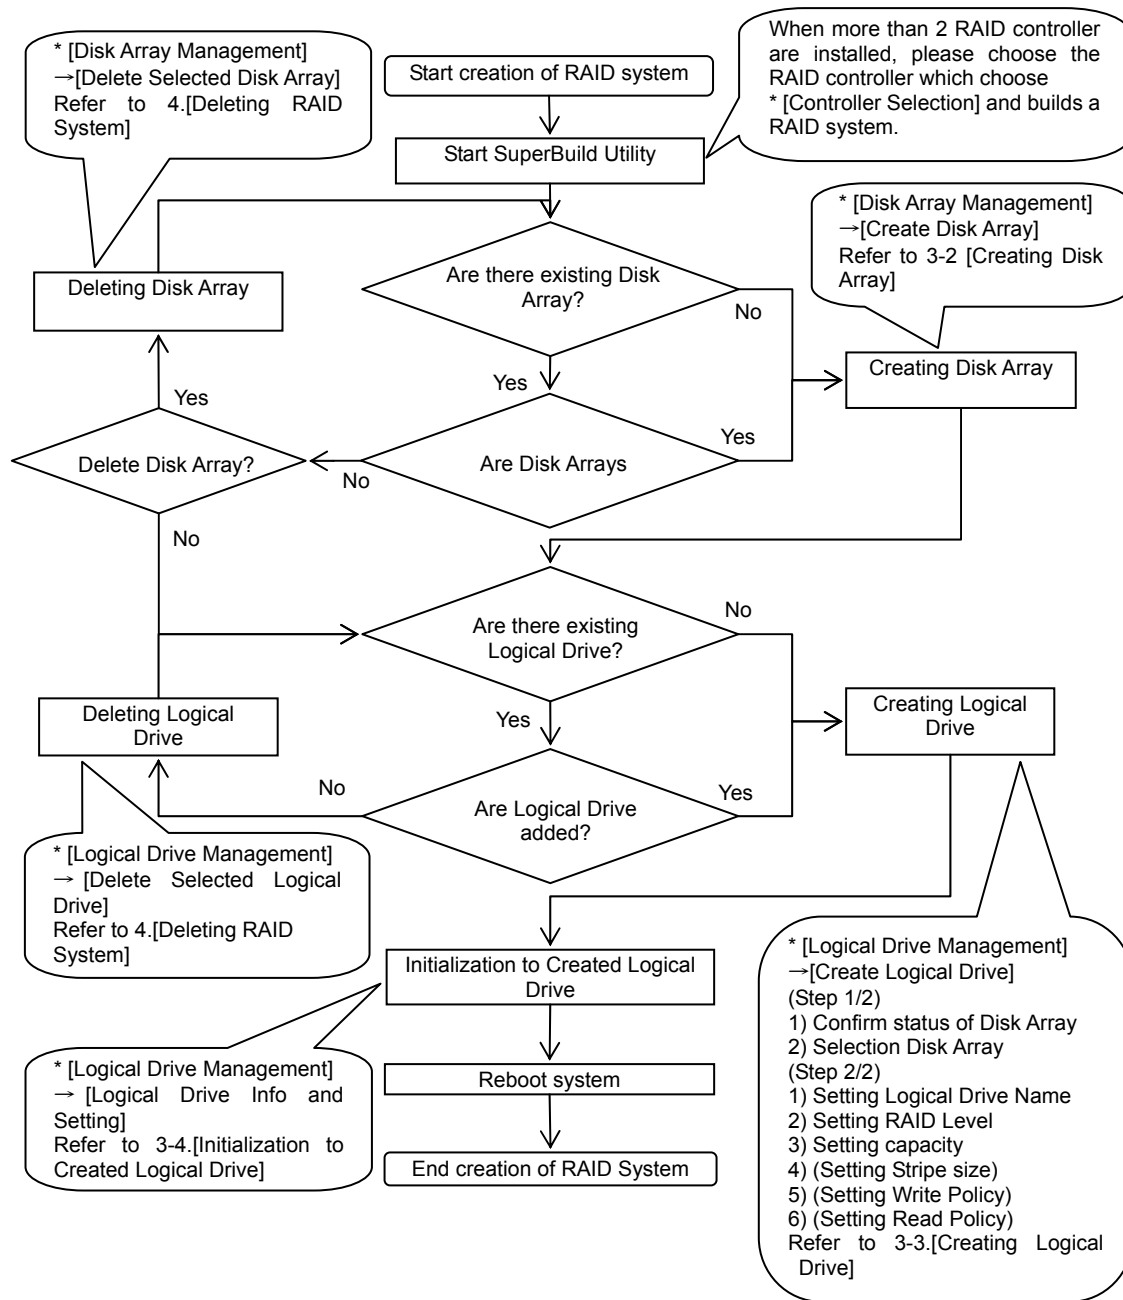 * [Disk Array Management]
→[Delete Selected Disk Array]
Refer to 4.[Deleting RAID
System]
Start creation of RAID system
When more than 2 RAID controller
are installed, please choose the
RAID controller which choose
* [Controller Selection] and builds a
RAID system.
Start SuperBuild Utility
* [Disk Array Management]
→[Create Disk Array]
Refer to 3-2 [Creating Disk
Array]
Deleting Disk Array
Are there existing Disk
Array?
No
Creating Disk Array
Yes
Yes
Delete Disk Array?
No
Are Disk Arrays
Yes
No
Are there existing
Logical Drive?
No
Deleting Logical
Drive
Yes
Creating Logical
Drive
No
Are Logical Drive
added?
Yes
* [Logical Drive Management]
→ [Delete Selected Logical
Drive]
Refer to 4.[Deleting RAID
System]
Initialization to Created Logical
Drive
* [Logical Drive Management]
→[Create Logical Drive]
(Step 1/2)
1) Confirm status of Disk Array
2) Selection Disk Array
(Step 2/2)
1) Setting Logical Drive Name
2) Setting RAID Level
3) Setting capacity
4) (Setting Stripe size)
5) (Setting Write Policy)
6) (Setting Read Policy)
Refer to 3-3.[Creating Logical
Drive]
* [Logical Drive Management]
→ [Logical Drive Info and
Setting]
Refer to 3-4.[Initialization to
Created Logical Drive]
Reboot system
End creation of RAID System